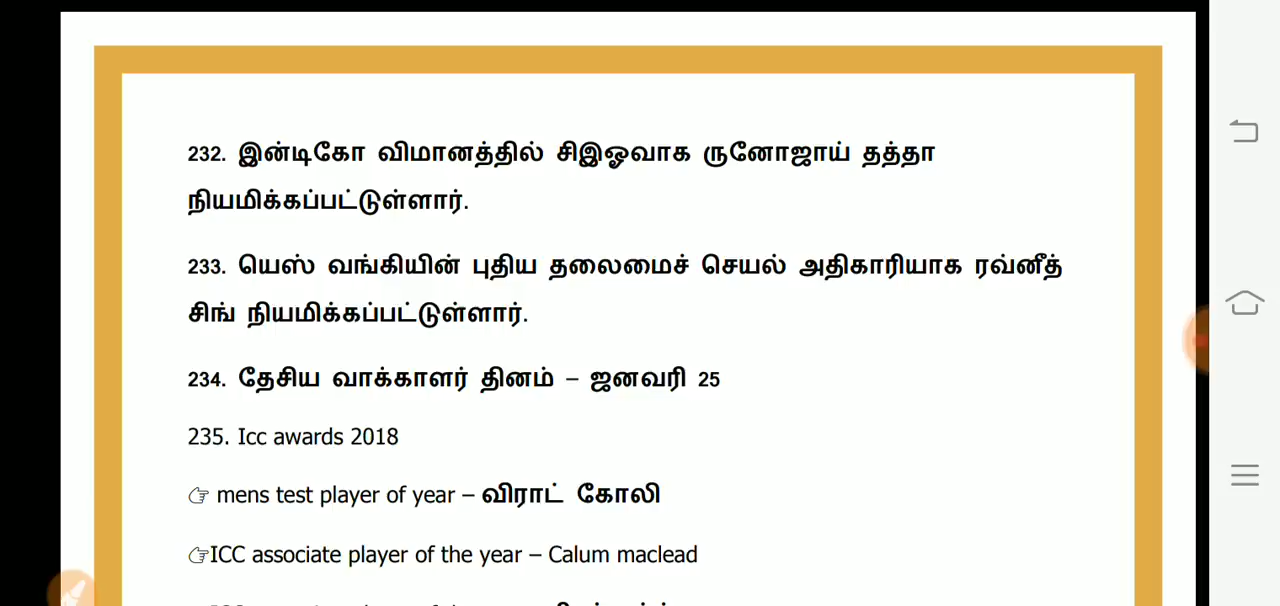 232. இன்டிகோ விமானத்தில் சிஇஓவாக ருனோஜாய் தத்தா
நியமிக்கப்பட்டுள்ளார்.
233. யெஸ் வங்கியின் புதிய தலைமைச் செயல் அதிகாரியாக ரவ்னீத்
சிங் நியமிக்கப்பட்டுள்ளார்.
234. தேசிய வாக்காளர் தினம் – ஜனவரி 25
235. Icc awards 2018
☞ mens test player of year – விராட் கோலி
☞ICC associate player of the year – Calum maclead